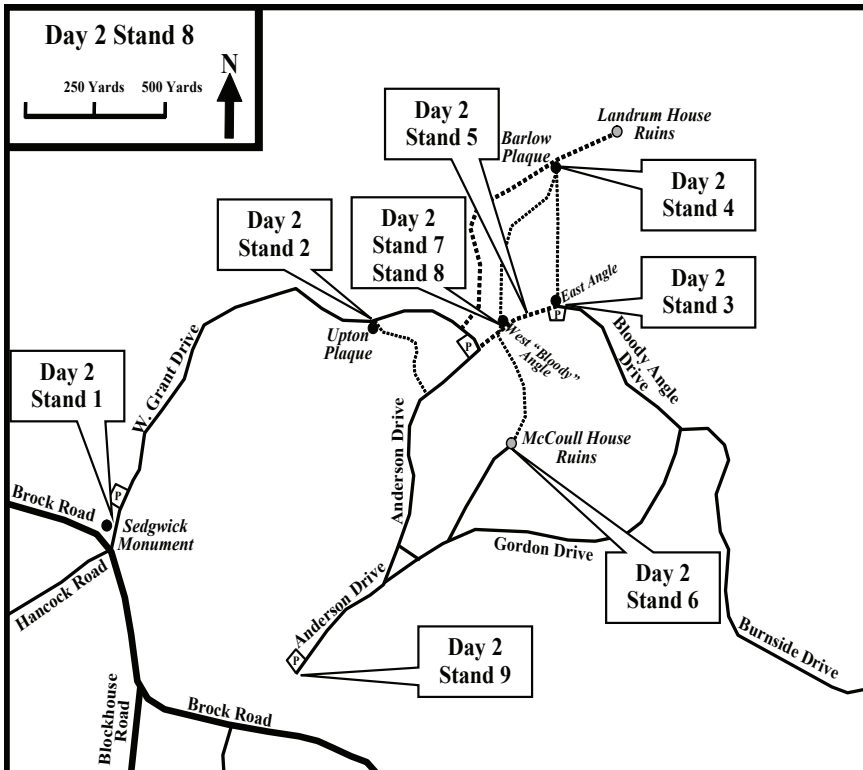 Day 2 Stand 8
250 Yards 500 Yards
N
Day 2
Stand 5
Landrum House
Ruins
Barlow
Plaque
Day 2
Stand 4
Day 2
Stand 2
Day 2
Stand 7
Stand 8
East Angle
Day 2
Stand 3
Upton
Plaque
P
P
West "Bloody"
Angle
Bloody Angle
Drive
W. Grant Drive
Day 2
Stand 1
Anderson Drive
McCoull House
Ruins
P
Brock Road
Sedgwick
Monument
Hancock Road
Gordon Drive
Day 2
Stand 6
Anderson Drive
P
Day 2
Stand 9
Burnside Drive
Blockhouse
Road
Brock Road